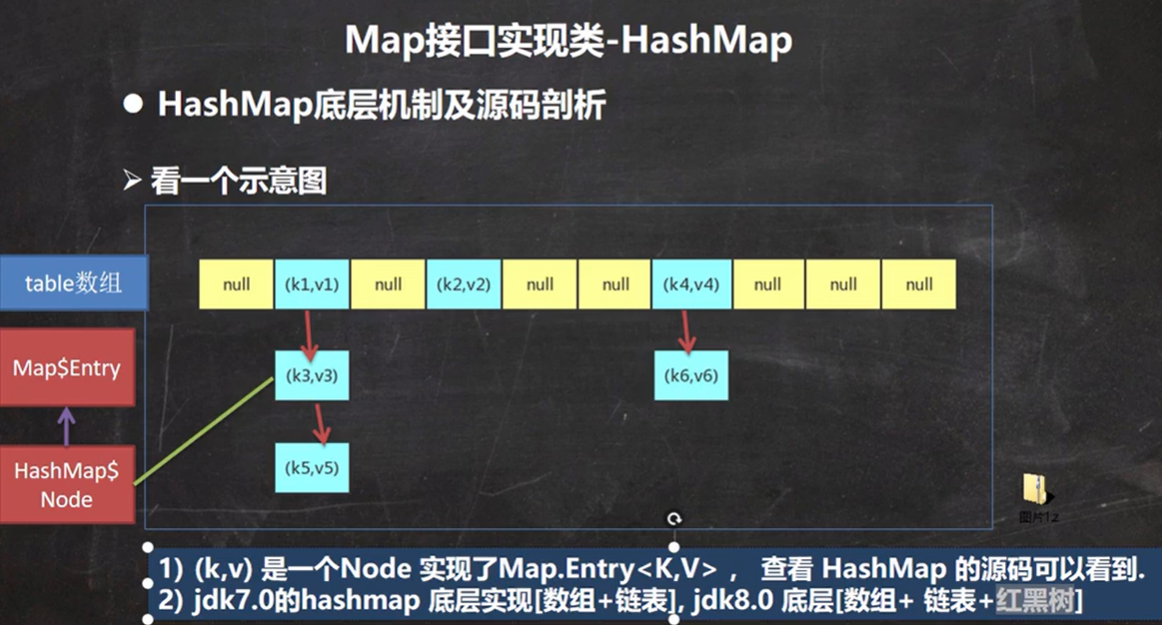 Map接口实现类-HashMap
● HashMap底层机制及源码剖析
➢ 看一个示意图
table数组
null (k1,v1) null (k2,v2) null null (k4,v4) null null null
Map$Entry
(k3,v3) (k6,v6)
HashMap$
Node
(k5,v5)
图片12
1) (k,v) 是一个Node 实现了Map.Entry<K,V> ， 查看 HashMap 的源码可以看到.
2) jdk7.0的hashmap 底层实现[数组+链表], jdk8.0 底层[数组+ 链表+红黑树]